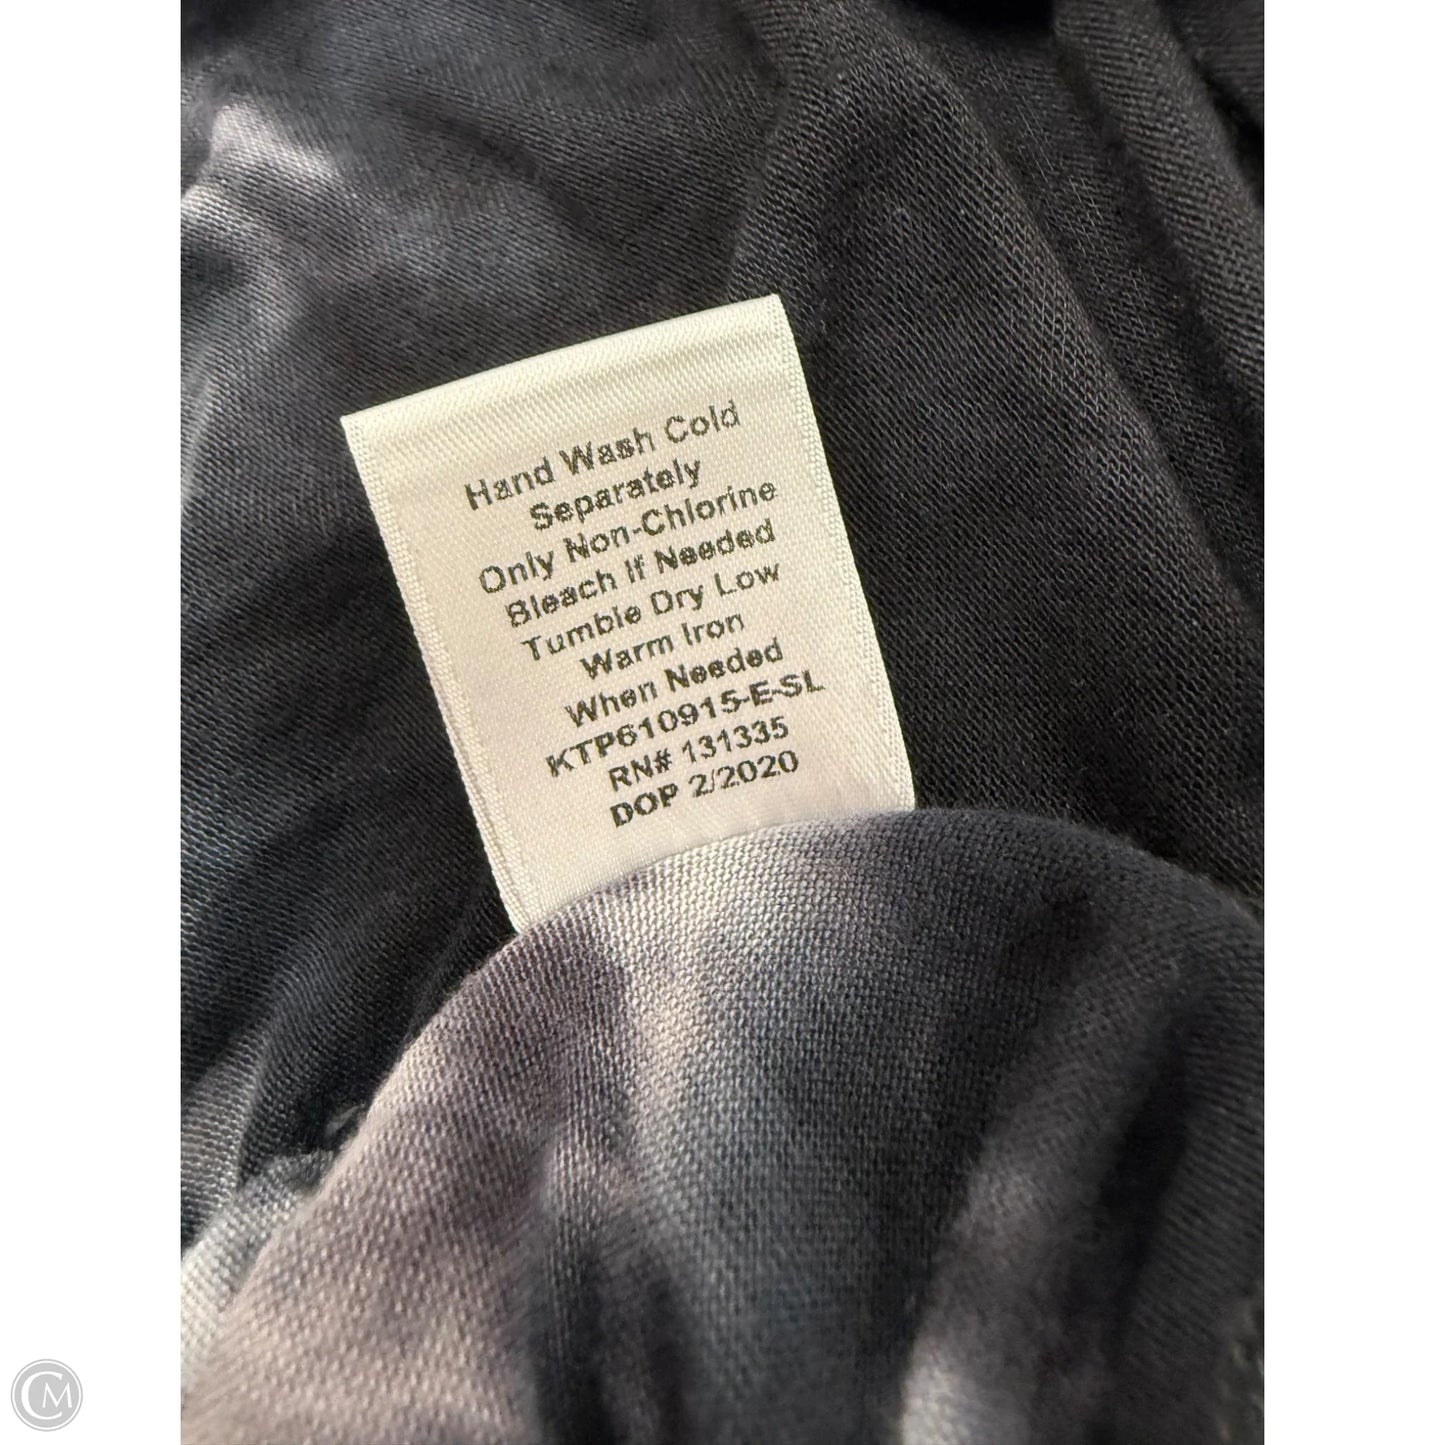 Hand Wash Cold
Separately
Only Non-Chlorine
Bleach If Needed
Tumble Dry Low
Warm Iron
When Needed
KTP610915-E-SL
RN# 131335
DOP 2/2020
CM